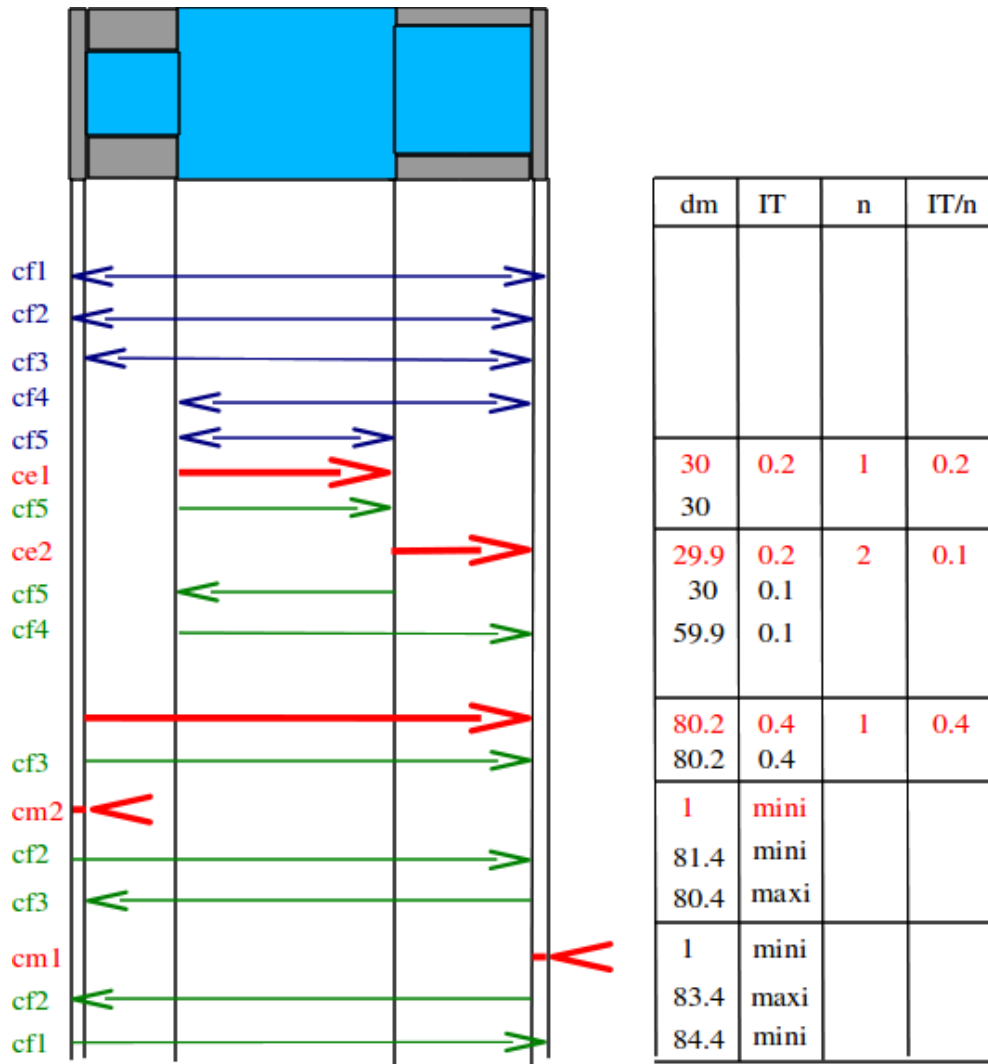 dm IT n IT/n
cf1
cf2
cf3
cf4
cf5
ce1 30 0.2 1 0.2
cf5 30
ce2 29.9 0.2 2 0.1
cf5 30 0.1
cf4 59.9 0.1
80.2 0.4 1 0.4
cf3 80.2 0.4
cm2 1 mini
cf2 81.4 mini
cf3 80.4 maxi
cm1 1 mini
cf2 83.4 maxi
cf1 84.4 mini